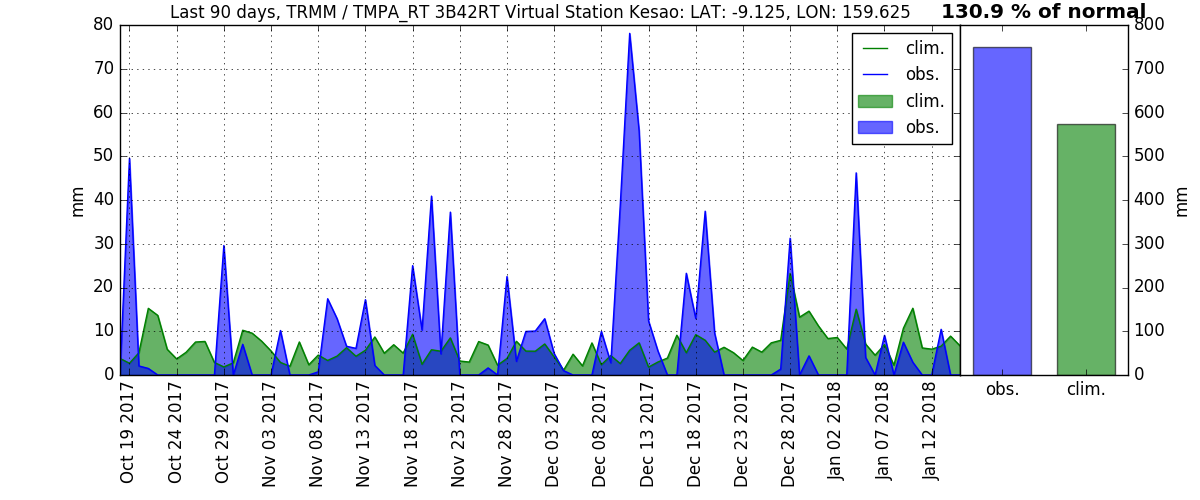 Last 90 days, TRMM / TMPA_RT 3B42RT Virtual Station Kesao: LAT: -9.125, LON: 159.625
130.9 % of normal
80
70
60
50
40
30
20
10
0
mm
clim.
obs.
clim.
obs.
800
700
600
500
400
300
200
100
0
mm
Oct 19 2017
Oct 24 2017
Oct 29 2017
Nov 03 2017
Nov 08 2017
Nov 13 2017
Nov 18 2017
Nov 23 2017
Nov 28 2017
Dec 03 2017
Dec 08 2017
Dec 13 2017
Dec 18 2017
Dec 23 2017
Dec 28 2017
Jan 02 2018
Jan 07 2018
Jan 12 2018
obs.
clim.